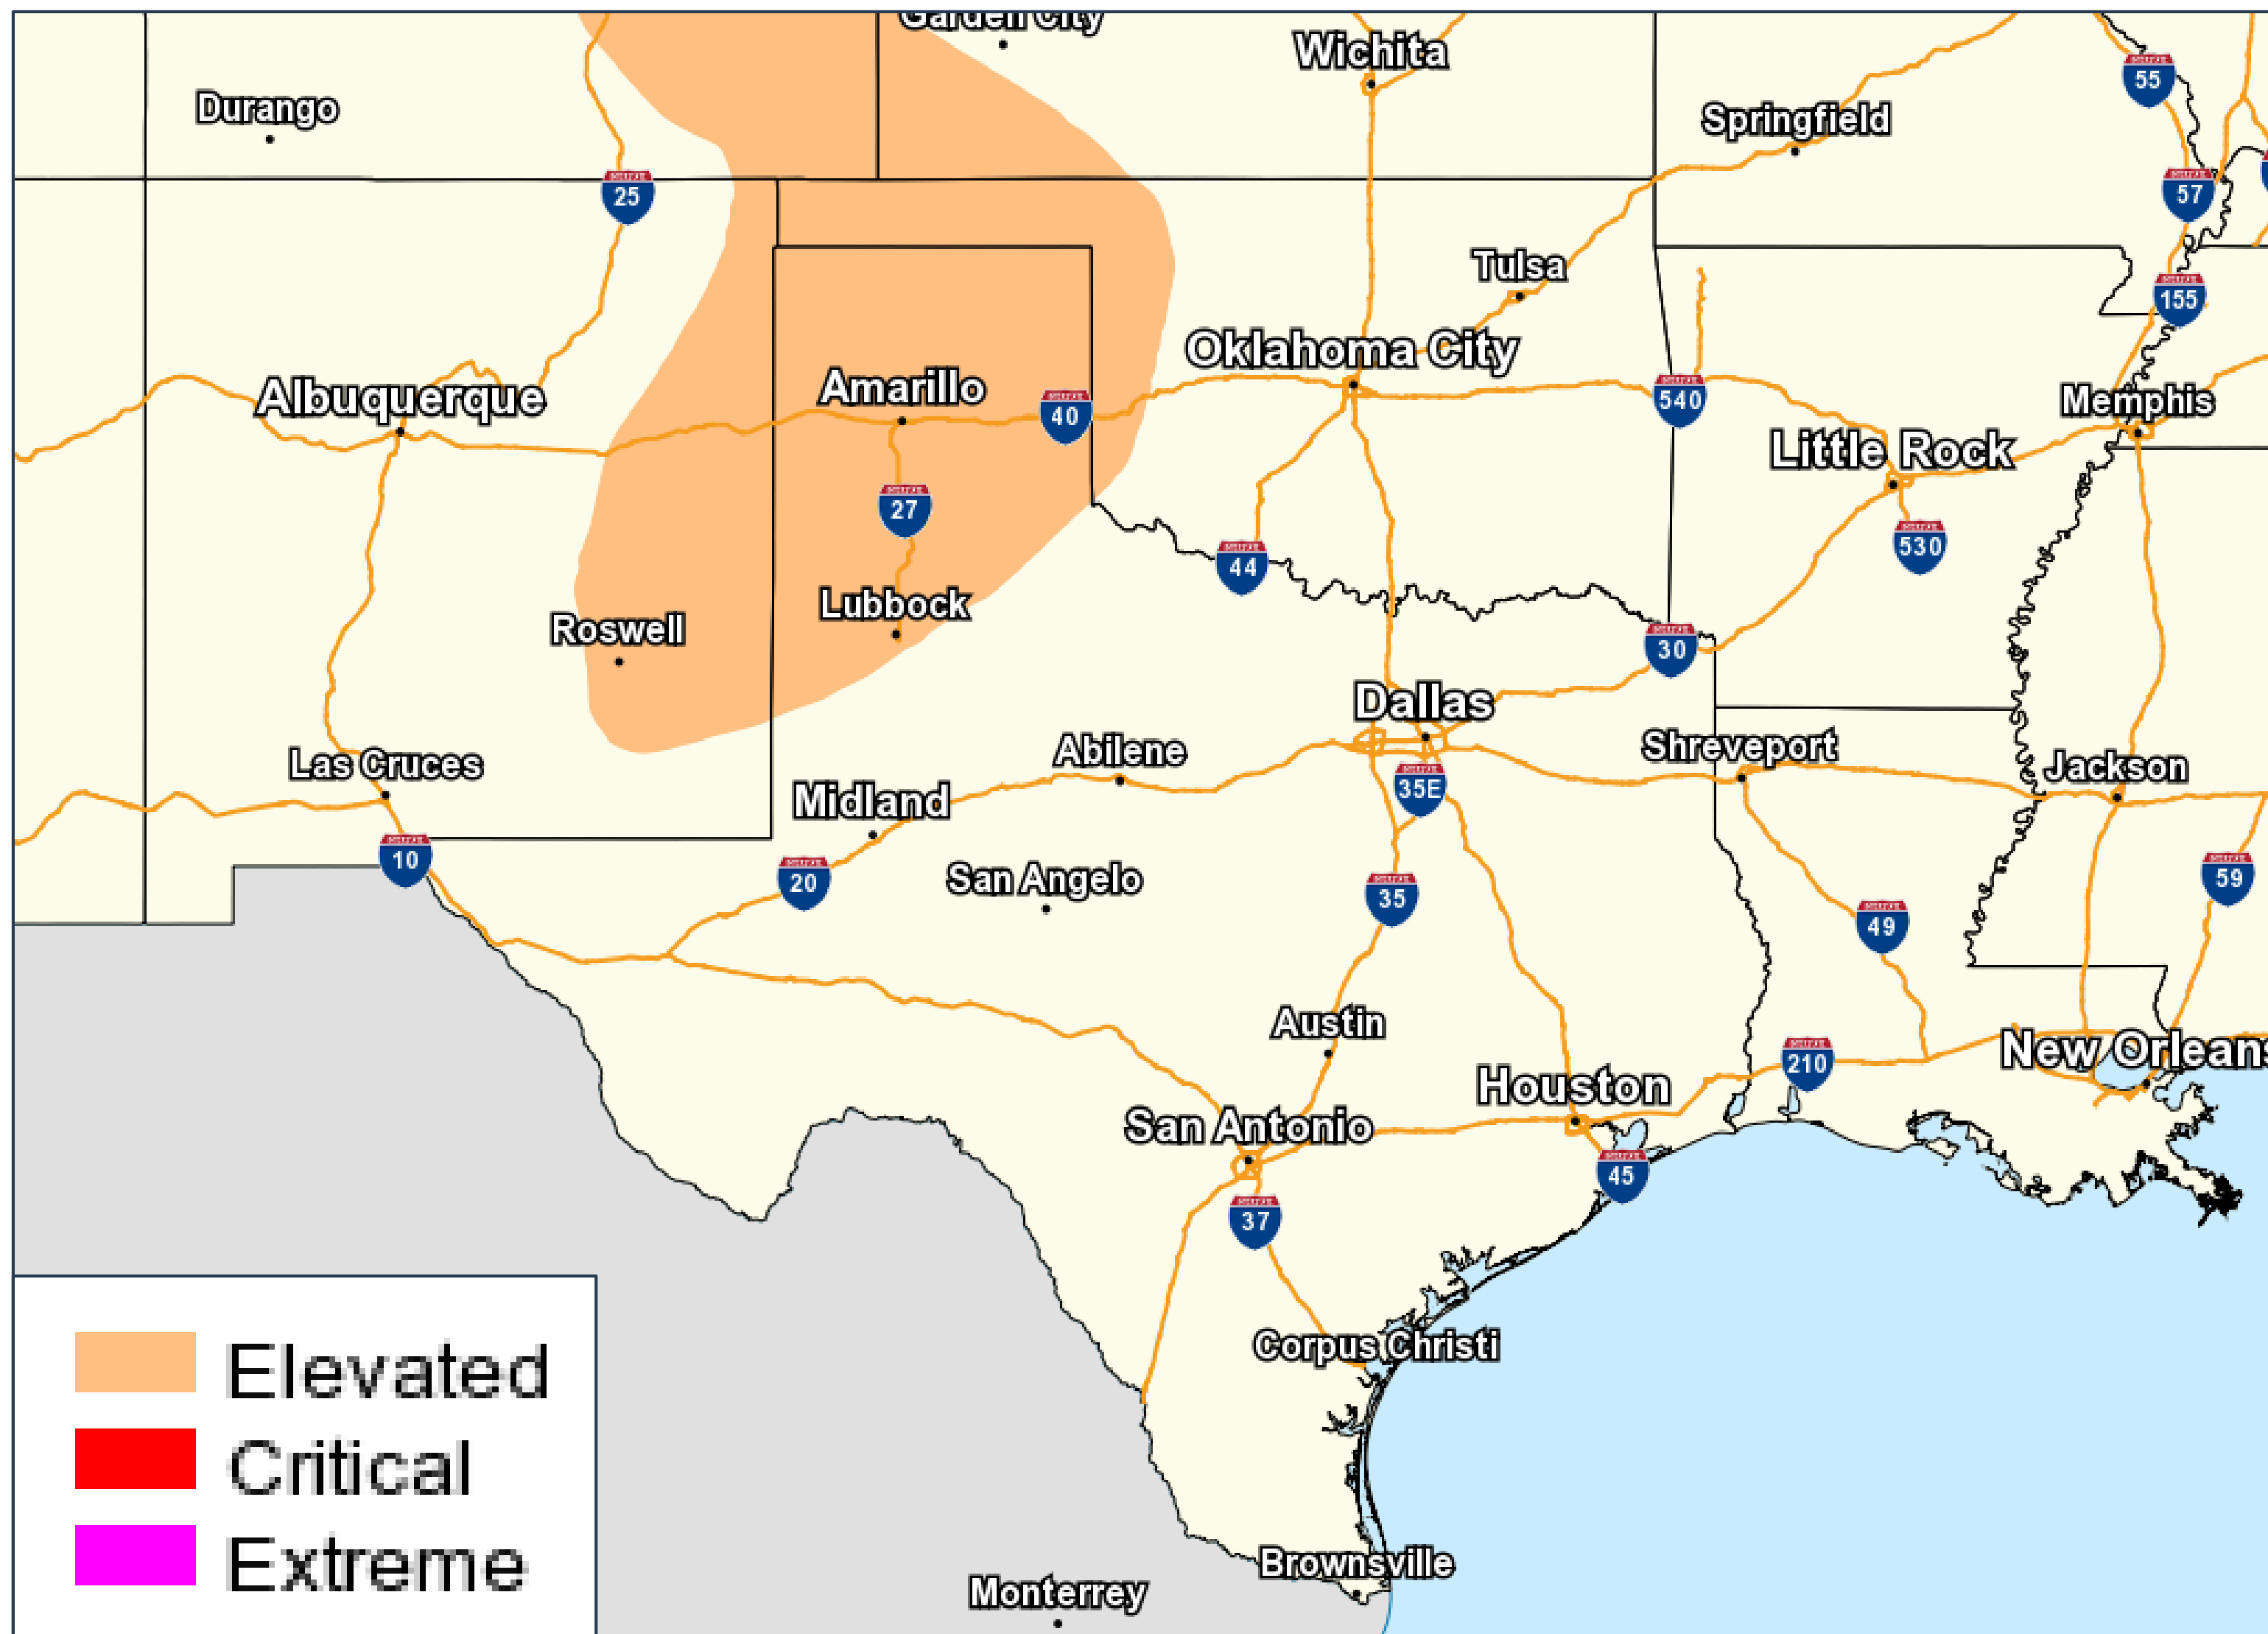 Garden City
Wichita
55
Durango
Springfield
25
57
Tulsa
155
Oklahoma City
Albuquerque
Amarillo
40
540
Memphis
Little Rock
27
530
44
Lubbock
Roswell
30
Dallas
Abilene
Shreveport
Las Cruces
Jackson
35E
Midland
10
20
San Angelo
35
59
49
Austin
New Orleans
210
Houston
San Antonio
45
37
Corpus Christi
Elevated
Critical
Extreme
Brownsville
Monterrey